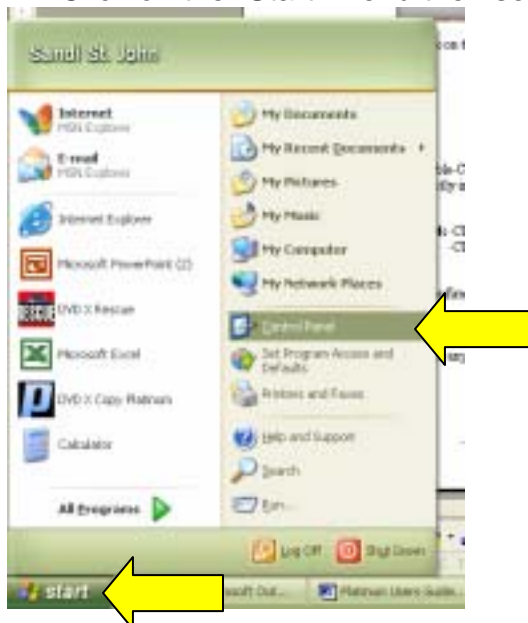 Sandi St. John
Internet
MSN Explorer
E-mail
MSN Explorer
Internet Explorer
Microsoft PowerPoint (2)
DVD X Rescue
Microsoft Excel
DVD X Copy Platinum
Calculator
All Programs
My Documents
My Recent Documents
My Pictures
My Music
My Computer
My Network Places
Control Panel
Set Program Access and
Defaults
Printers and Faxes
Help and Support
Search
Run...
Log Off
Shut Down
start
Platinum Users Guide...